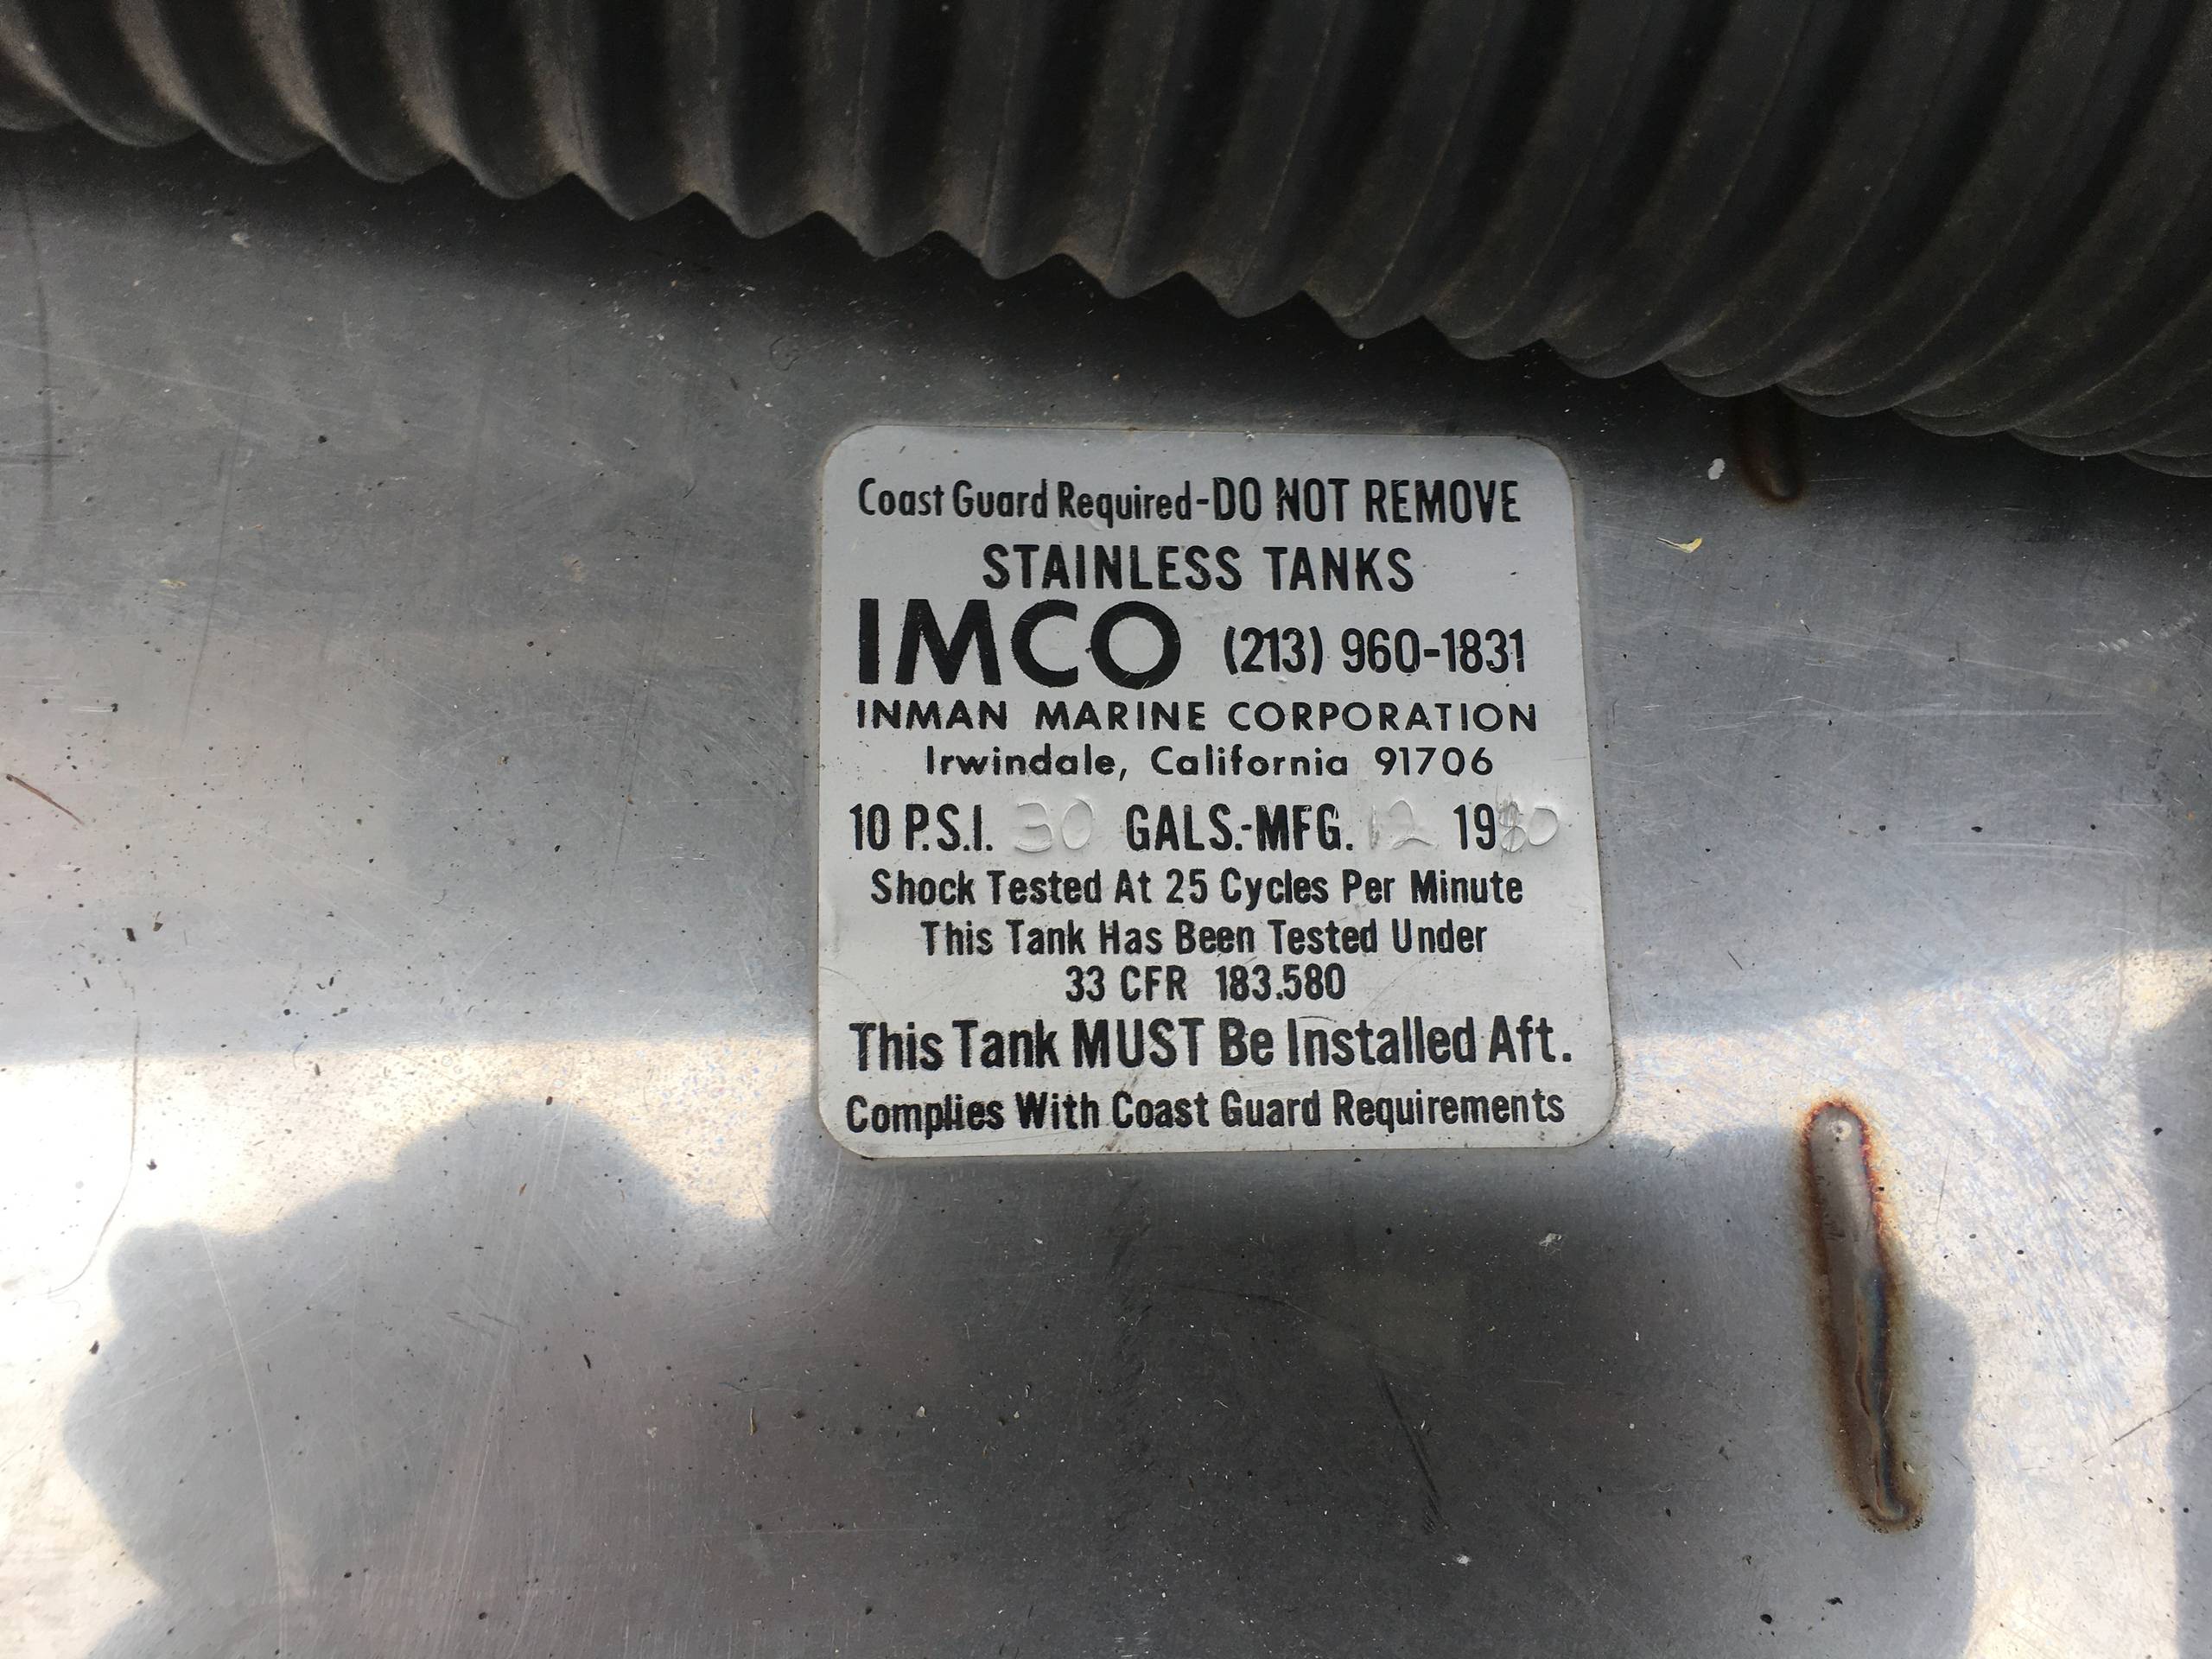 Coast Guard Required-DO NOT REMOVE
STAINLESS TANKS
IMCO (213) 960-1831
INMAN MARINE CORPORATION
Irwindale, California 91706
10 P.S.I. 30 GALS.-MFG. 12 1980
Shock Tested At 25 Cycles Per Minute
This Tank Has Been Tested Under
33 CFR 183.580
This Tank MUST Be Installed Aft.
Complies With Coast Guard Requirements